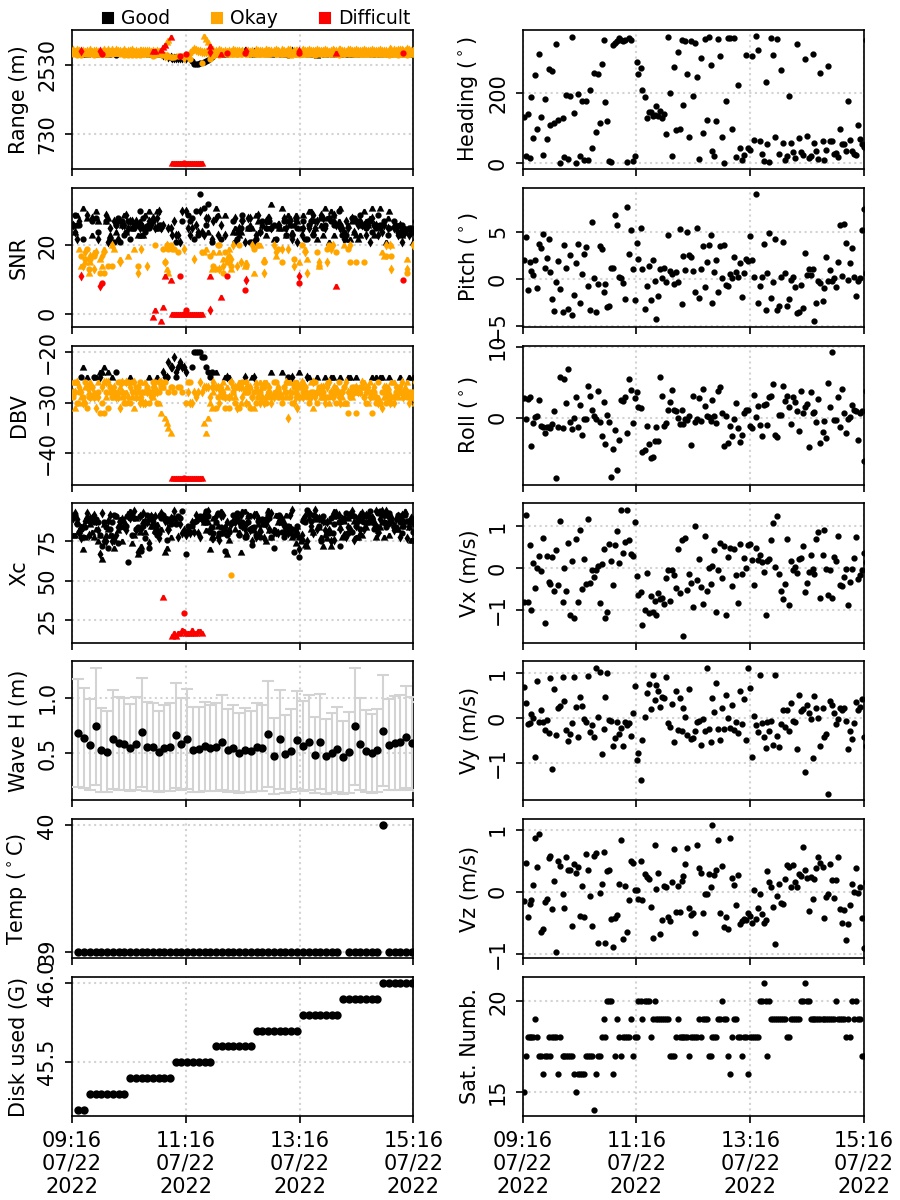 Good Okay Difficult
Range (m)
2530
730
Heading (°)
200
0
SNR
20
0
Pitch (°)
5
0
−5
DBV
−20
−30
−40
Roll (°)
10
0
Xc
75
50
25
Vx (m/s)
1
0
−1
Wave H (m)
1.0
0.5
Vy (m/s)
1
0
−1
Temp (°C)
40
39
Vz (m/s)
1
0
−1
Disk used (G)
46.0
45.5
Sat. Numb.
20
15
09:16 11:16 13:16 15:16 09:16 11:16 13:16 15:16
07/22 07/22 07/22 07/22 07/22 07/22 07/22 07/22
2022 2022 2022 2022 2022 2022 2022 2022